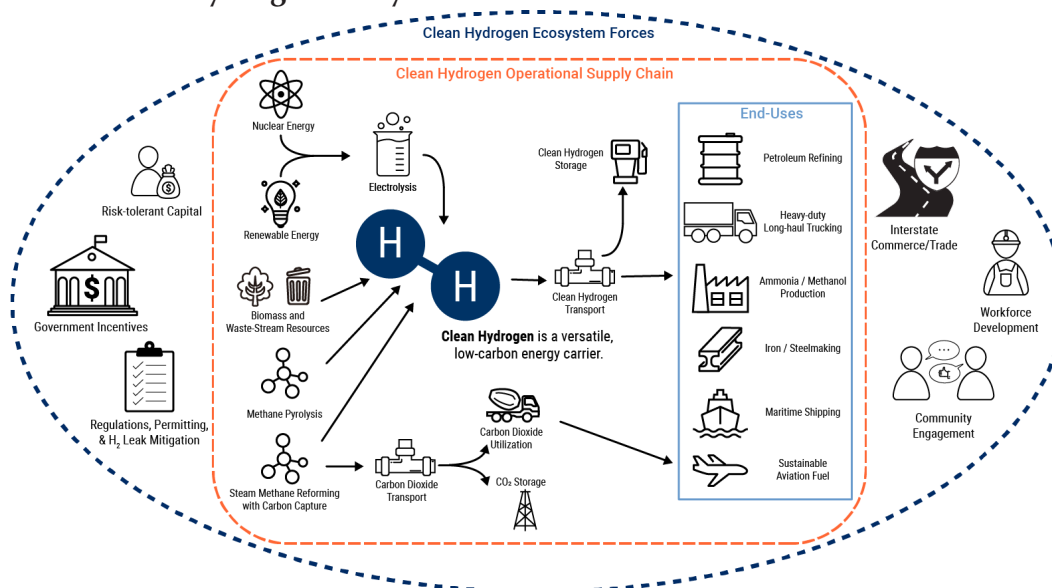 Clean Hydrogen Ecosystem Forces
Clean Hydrogen Operational Supply Chain
Nuclear Energy
Electrolysis
Renewable Energy
Biomass and
Waste-Stream Resources
Methane Pyrolysis
Steam Methane Reforming
with Carbon Capture
H
H
Clean Hydrogen is a versatile,
low-carbon energy carrier.
Clean Hydrogen
Storage
Clean Hydrogen
Transport
Carbon Dioxide
Transport
Carbon Dioxide
Utilization
CO₂ Storage
End-Uses
Petroleum Refining
Heavy-duty
Long-haul Trucking
Ammonia / Methanol
Production
Iron / Steelmaking
Maritime Shipping
Sustainable
Aviation Fuel
$
Risk-tolerant Capital
$
Government Incentives
Regulations, Permitting,
& H₂ Leak Mitigation
Interstate
Commerce/Trade
Workforce
Development
Community
Engagement